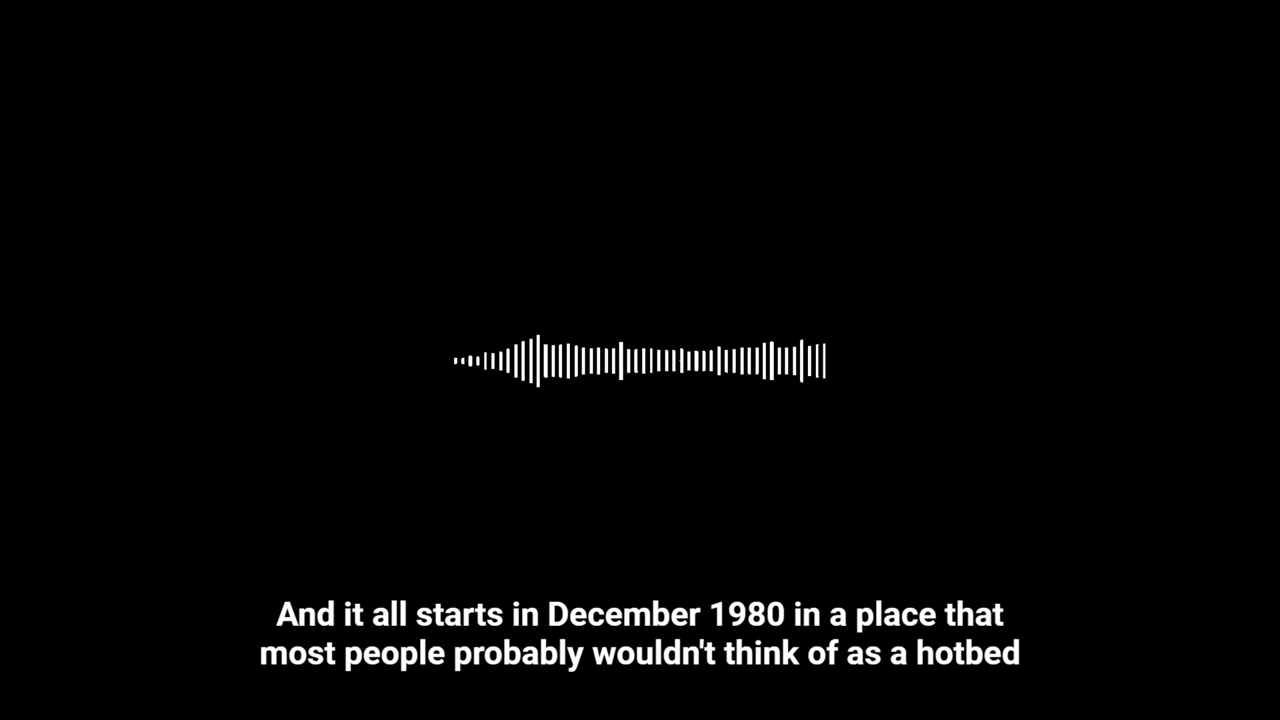 And it all starts in December 1980 in a place that
most people probably wouldn't think of as a hotbed